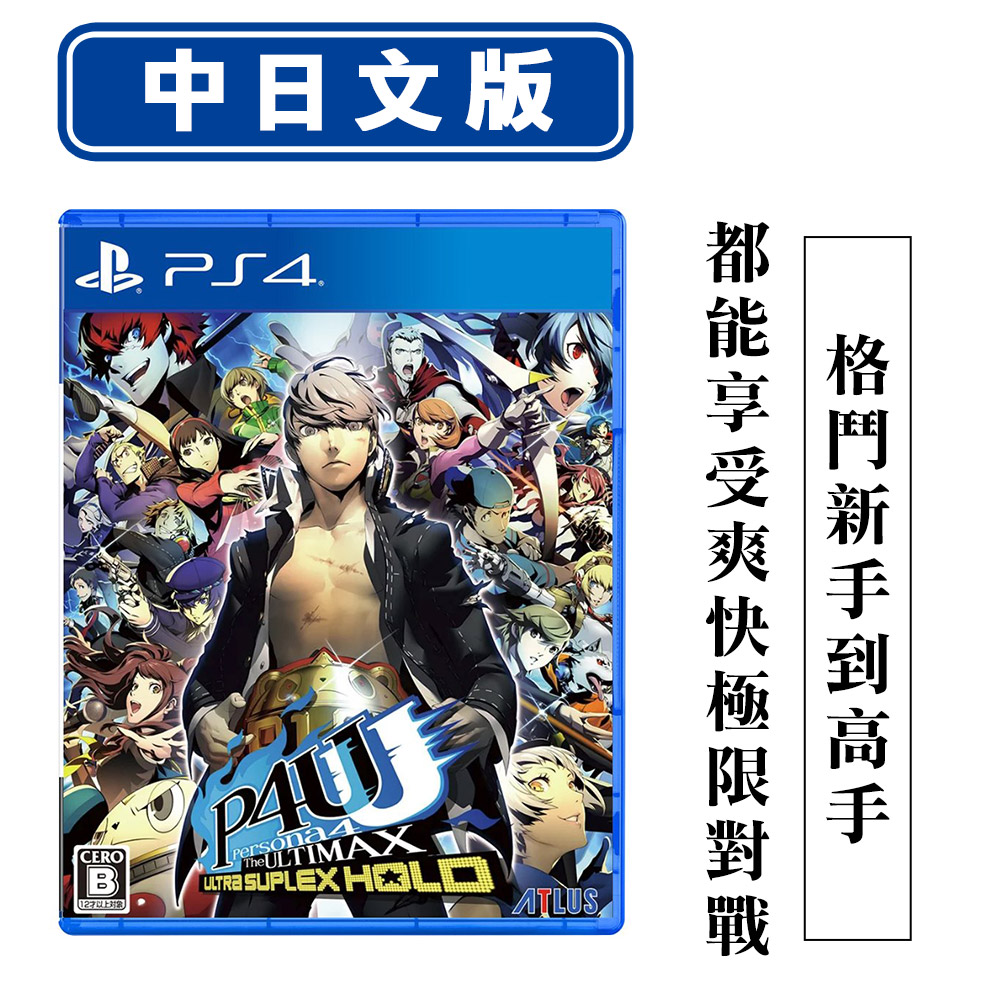 中日文版
PS4
格鬥新手到高手
都能享受爽快極限對戰
P4U
Persona4
The ULTIMAX
ULTRA SUPLEX HOLD
CERO
B
12才以上対象
ATLUS